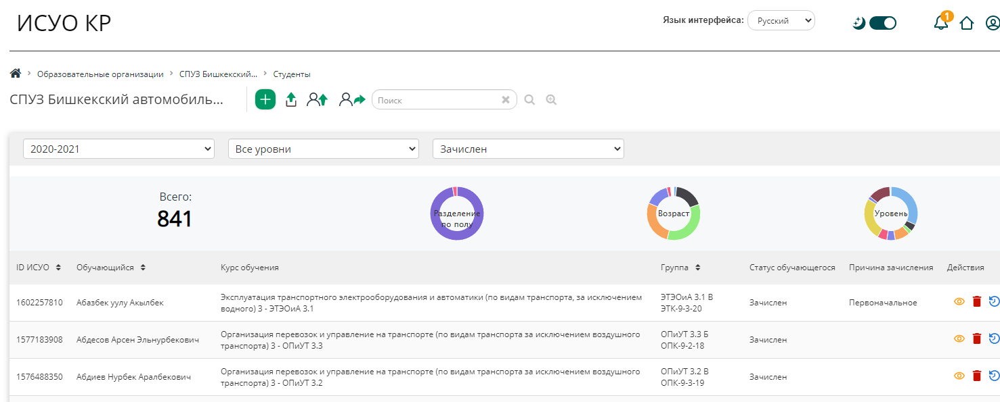 ИСУО КР
Язык интерфейса:
Русский
1
Образовательные организации
СПУЗ Бишкекский...
Студенты
СПУЗ Бишкекский автомобиль...
Поиск
2020-2021
Все уровни
Зачислен
Всего:
841
Разделение
по полу
Возраст
Уровень
ID ИСУО
Обучающийся
Курс обучения
Группа
Статус обучающегося
Причина зачисления
Действия
1602257810
Абазбек уулу Акылбек
Эксплуатация транспортного электрооборудования и автоматики (по видам транспорта, за исключением
водного) 3 - ЭТЭОиА 3.1
ЭТЭОиА 3.1 В
ЭТК-9-3-20
Зачислен
Первоначальное
1577183908
Абдесов Арсен Эльнурбекович
Организация перевозок и управление на транспорте (по видам транспорта за исключением воздушного
транспорта) 3 - ОПиУТ 3.3
ОПиУТ 3.3 Б
ОПК-9-2-18
Зачислен
1576488350
Абдиев Нурбек Аралбекович
Организация перевозок и управление на транспорте (по видам транспорта за исключением воздушного
транспорта) 3 - ОПиУТ 3.2
ОПиУТ 3.2 В
ОПК-9-3-19
Зачислен